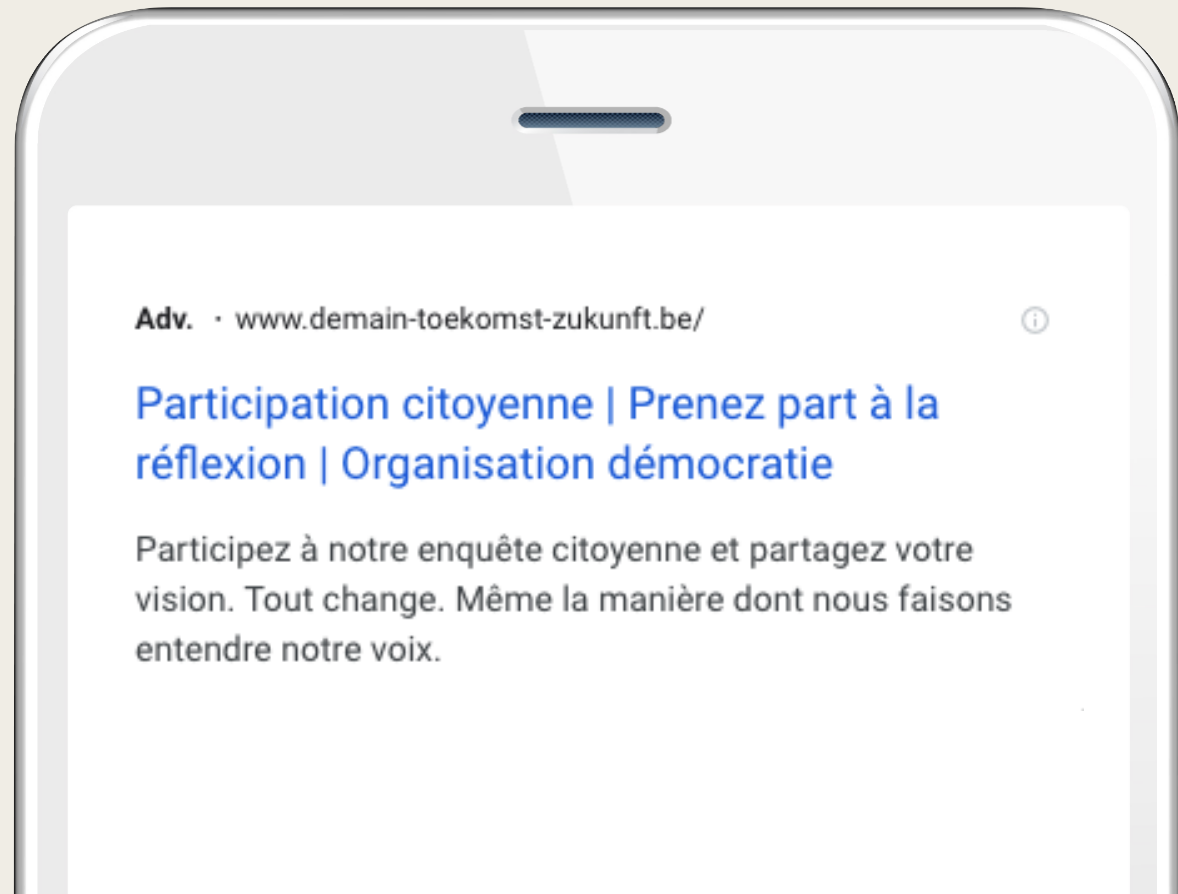 Adv. · www.demain-toekomst-zukunft.be/
Participation citoyenne | Prenez part à la
réflexion | Organisation démocratie
Participez à notre enquête citoyenne et partagez votre
vision. Tout change. Même la manière dont nous faisons
entendre notre voix.